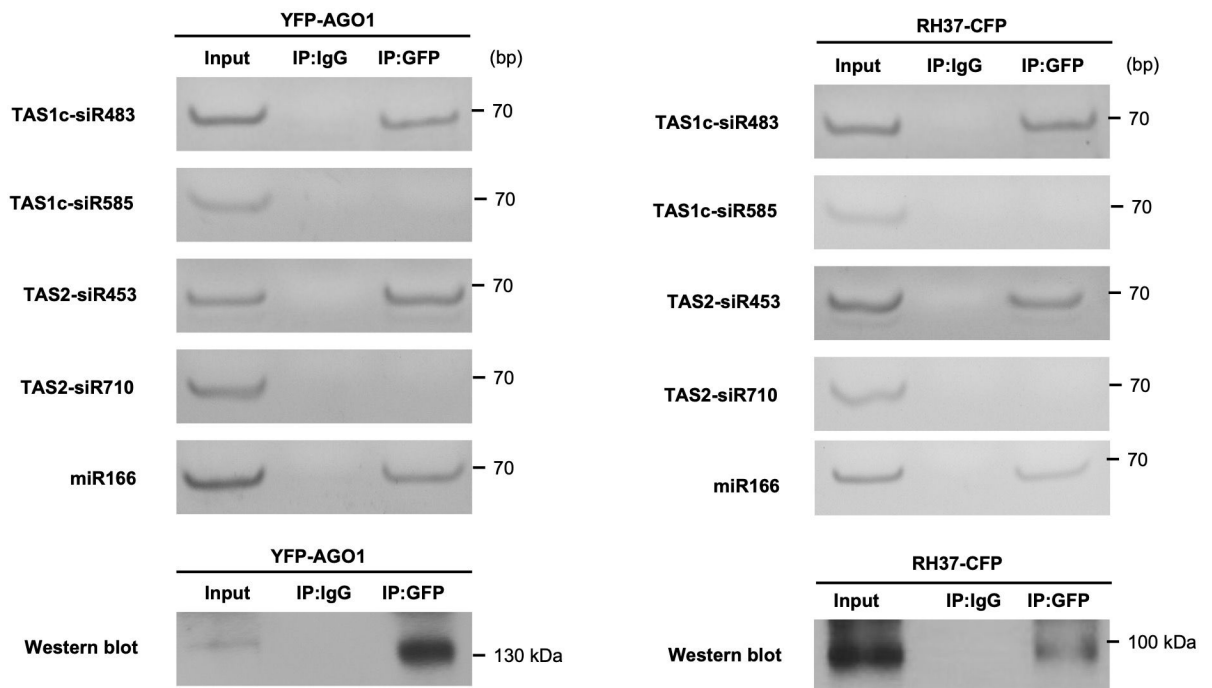 YFP-AGO1
Input IP:IgG IP:GFP (bp)
TAS1c-siR483 70
TAS1c-siR585 70
TAS2-siR453 70
TAS2-siR710 70
miR166 70
YFP-AGO1
Input IP:IgG IP:GFP
Western blot 130 kDa
RH37-CFP
Input IP:IgG IP:GFP (bp)
TAS1c-siR483 70
TAS1c-siR585 70
TAS2-siR453 70
TAS2-siR710 70
miR166 70
RH37-CFP
Input IP:IgG IP:GFP
Western blot 100 kDa